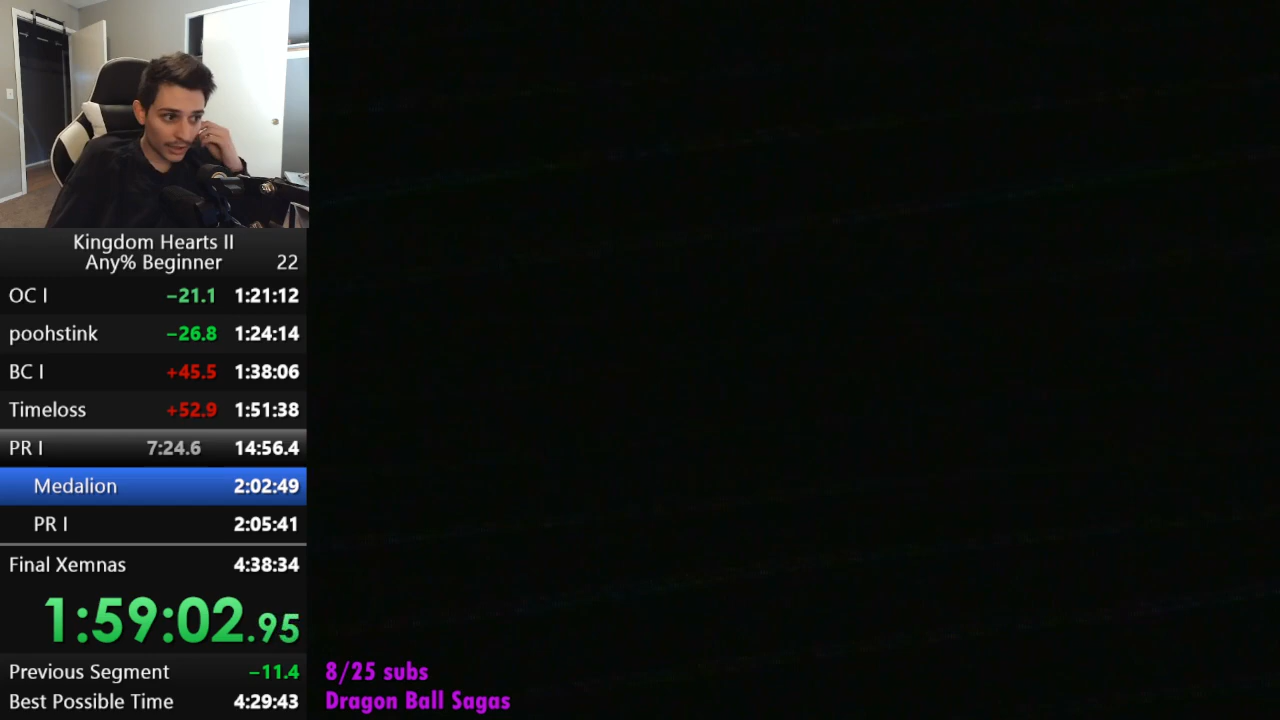 Kingdom Hearts II
Any% Beginner 22
OC I −21.1 1:21:12
poohstink −26.8 1:24:14
BC I +45.5 1:38:06
Timeloss +52.9 1:51:38
PR I 7:24.6 14:56.4
Medalion 2:02:49
PR I 2:05:41
Final Xemnas 4:38:34
1:59:02.95
Previous Segment −11.4
Best Possible Time 4:29:43
8/25 subs
Dragon Ball Sagas